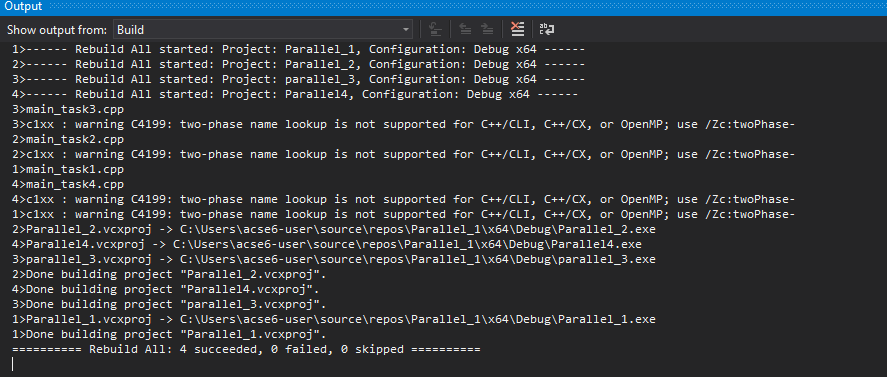 Output
Show output from: Build
1>------ Rebuild All started: Project: Parallel_1, Configuration: Debug x64 ------
2>------ Rebuild All started: Project: Parallel_2, Configuration: Debug x64 ------
3>------ Rebuild All started: Project: parallel_3, Configuration: Debug x64 ------
4>------ Rebuild All started: Project: Parallel4, Configuration: Debug x64 ------
3>main_task3.cpp
3>c1xx : warning C4199: two-phase name lookup is not supported for C++/CLI, C++/CX, or OpenMP; use /Zc:twoPhase-
2>main_task2.cpp
2>c1xx : warning C4199: two-phase name lookup is not supported for C++/CLI, C++/CX, or OpenMP; use /Zc:twoPhase-
1>main_task1.cpp
4>main_task4.cpp
4>c1xx : warning C4199: two-phase name lookup is not supported for C++/CLI, C++/CX, or OpenMP; use /Zc:twoPhase-
1>c1xx : warning C4199: two-phase name lookup is not supported for C++/CLI, C++/CX, or OpenMP; use /Zc:twoPhase-
2>Parallel_2.vcxproj -> C:\Users\acse6-user\source\repos\Parallel_1\x64\Debug\Parallel_2.exe
4>Parallel4.vcxproj -> C:\Users\acse6-user\source\repos\Parallel_1\x64\Debug\Parallel4.exe
3>parallel_3.vcxproj -> C:\Users\acse6-user\source\repos\Parallel_1\x64\Debug\parallel_3.exe
2>Done building project "Parallel_2.vcxproj".
4>Done building project "Parallel4.vcxproj".
3>Done building project "parallel_3.vcxproj".
1>Parallel_1.vcxproj -> C:\Users\acse6-user\source\repos\Parallel_1\x64\Debug\Parallel_1.exe
1>Done building project "Parallel_1.vcxproj".
========== Rebuild All: 4 succeeded, 0 failed, 0 skipped ==========